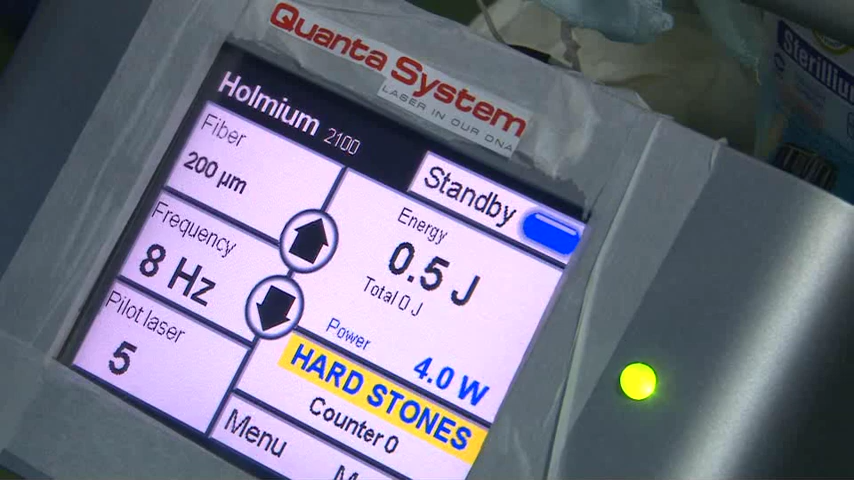 Quanta System
LASER IN OUR DNA
Holmium 2100
Standby
Fiber
200 µm
Energy
0.5 J
Total 0 J
Frequency
8 Hz
Power
4.0 W
Pilot laser
5
HARD STONES
Counter 0
Menu